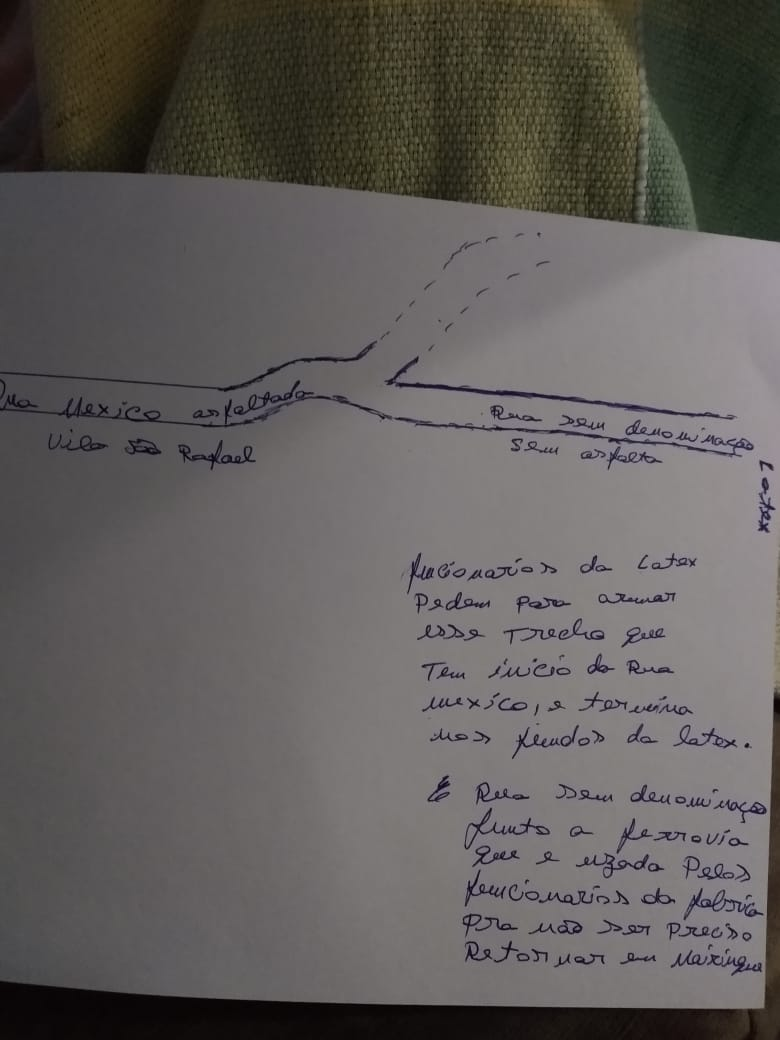 Rua Mexico asfaltada
Vila São Rafael
Rua sem denominação
Sem asfalto
Latex
funcionarios da Latex
Pedem para arumar
esse Trecho que
Tem inicio da Rua
mexico, e termina
nos fundos da latex.
E Rua sem denominação
Junto a ferrovia
que e uzada Pelos
funcionarios da fabrica
pra não ser Preciso
Retornar em Mairinque